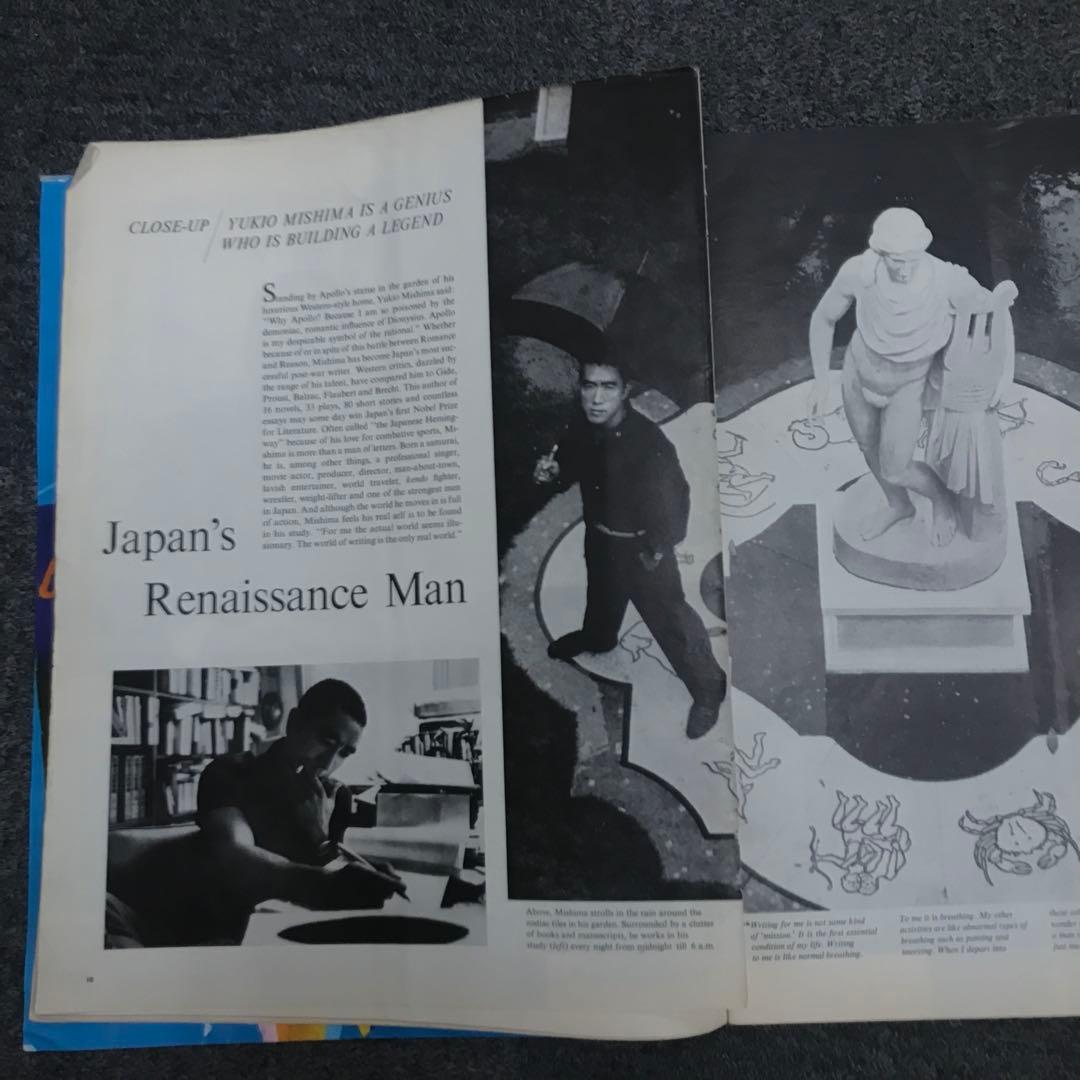 CLOSE-UP / YUKIO MISHIMA IS A GENIUS
WHO IS BUILDING A LEGEND
Standing by Apollo's statue in the garden of his
luxurious Western-style home, Yukio Mishima said:
"Why Apollo? Because I am so poisoned by the
demoniac, romantic influence of Dionysius. Apollo
is my despicable symbol of the rational." Whether
because of or in spite of this battle between Romance
and Reason, Mishima has become Japan's most suc-
cessful post-war writer. Western critics, dazzled by
the range of his talent, have compared him to Gide,
Proust, Balzac, Flaubert and Brecht. This author of
16 novels, 33 plays, 80 short stories and countless
essays may some day win Japan's first Nobel Prize
for Literature. Often called "the Japanese Heming-
way" because of his love for combative sports, Mi-
shima is more than a man of letters. Born a samurai,
he is, among other things, a professional singer,
movie actor, producer, director, man-about-town,
lavish entertainer, world traveler, kendo fighter,
wrestler, weight-lifter and one of the strongest men
in Japan. And although the world he moves in is full
of action, Mishima feels his real self is to be found
in his study. "For me the actual world seems illu-
sionary. The world of writing is the only real world."
Japan's
Renaissance Man
Above, Mishima strolls in the rain around the
zodiac tiles in his garden. Surrounded by a clutter
of books and manuscripts, he works in his
study (left) every night from midnight till 6 a.m.
"Writing for me is not some kind
of 'mission.' It is the first essential
condition of my life. Writing
to me is like normal breathing.
To me it is breathing. My other
activities are like abnormal types of
breathing such as panting and
sneezing. When I depart into